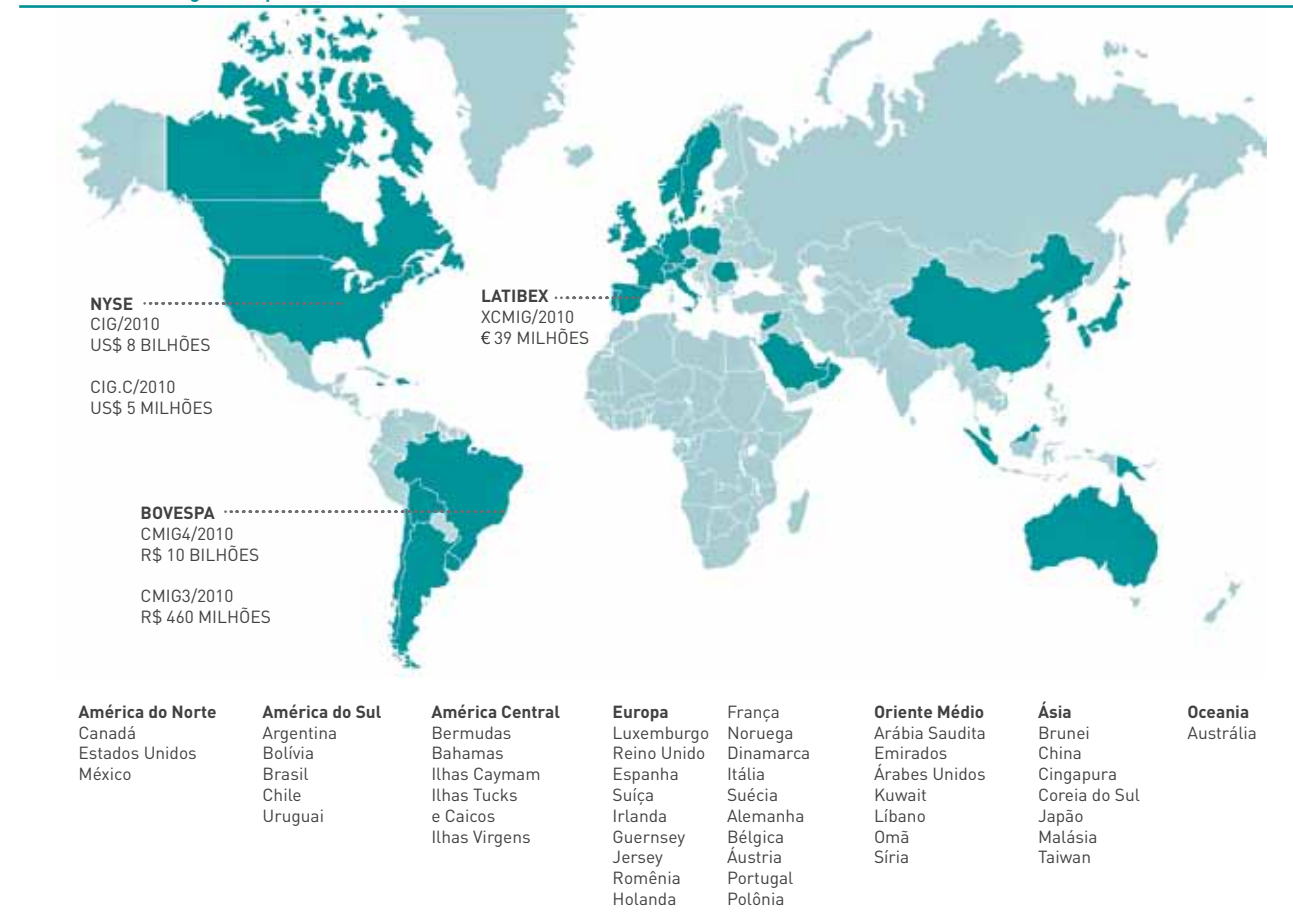 NYSE
CIG/2010
US$ 8 BILHÕES
CIG.C/2010
US$ 5 MILHÕES
LATIBEX
XCMIG/2010
€ 39 MILHÕES
BOVESPA
CMIG4/2010
R$ 10 BILHÕES
CMIG3/2010
R$ 460 MILHÕES
América do Norte
Canadá
Estados Unidos
México
América do Sul
Argentina
Bolívia
Brasil
Chile
Uruguai
América Central
Bermudas
Bahamas
Ilhas Caymam
Ilhas Tucks
e Caicos
Ilhas Virgens
Europa
Luxemburgo
Reino Unido
Espanha
Suíça
Irlanda
Guernsey
Jersey
Romênia
Holanda
França
Noruega
Dinamarca
Itália
Suécia
Alemanha
Bélgica
Áustria
Portugal
Polônia
Oriente Médio
Arábia Saudita
Emirados
Árabes Unidos
Kuwait
Líbano
Omã
Síria
Ásia
Brunei
China
Cingapura
Coreia do Sul
Japão
Malásia
Taiwan
Oceania
Austrália